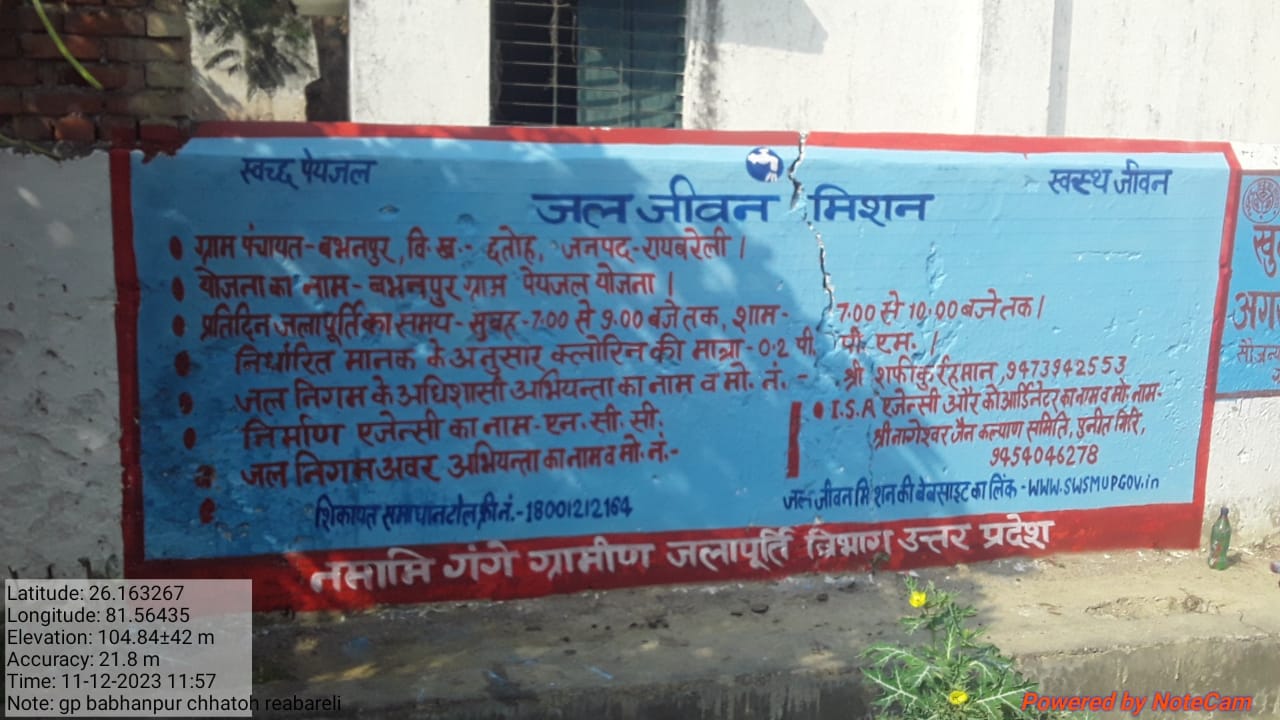 स्वच्छ पेयजल
स्वस्थ जीवन
जल जीवन मिशन
• ग्राम पंचायत-बभनपुर, वि.ख.- छतोह, जनपद-रायबरेली ।
• योजना का नाम-बभनपुर ग्राम पेयजल योजना ।
• प्रतिदिन जलापूर्ति का समय-सुबह-7:00 से 9:00 बजे तक, शाम- 7:00 से 10:00 बजे तक ।
• निर्धारित मानक के अनुसार क्लोरिन की मात्रा-0.2 पी. पी. एम. ।
• जल निगम के अधिशासी अभियन्ता का नाम व मो. नं. - श्री शफीकुर्रहमान, 9473942553
• निर्माण एजेन्सी का नाम-एन. सी. सी.
• जल निगम अवर अभियन्ता का नाम व मो. नं.-
• I.S.A एजेन्सी और कोआर्डिनेटर का नाम व मो. नाम-
श्री नागेश्वर जैन कल्याण समिति, पुनीत गिरि,
9454046278
शिकायत समाधान टोल फ्री नं.-18001212164
जल जीवन मिशन की बेबसाइट का लिंक-WWW.SWSMUPGOV.in
नमामि गंगे ग्रामीण जलापूर्ति विभाग उत्तर प्रदेश
Latitude: 26.163267
Longitude: 81.56435
Elevation: 104.84±42 m
Accuracy: 21.8 m
Time: 11-12-2023 11:57
Note: gp babhanpur chhatoh reabareli
Powered by NoteCam